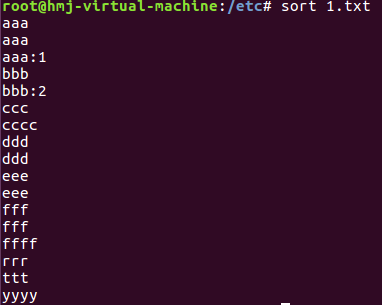 root@hmj-virtual-machine:/etc# sort 1.txt
aaa
aaa
aaa:1
bbb
bbb:2
ccc
cccc
ddd
ddd
eee
eee
fff
fff
ffff
rrr
ttt
yyyy